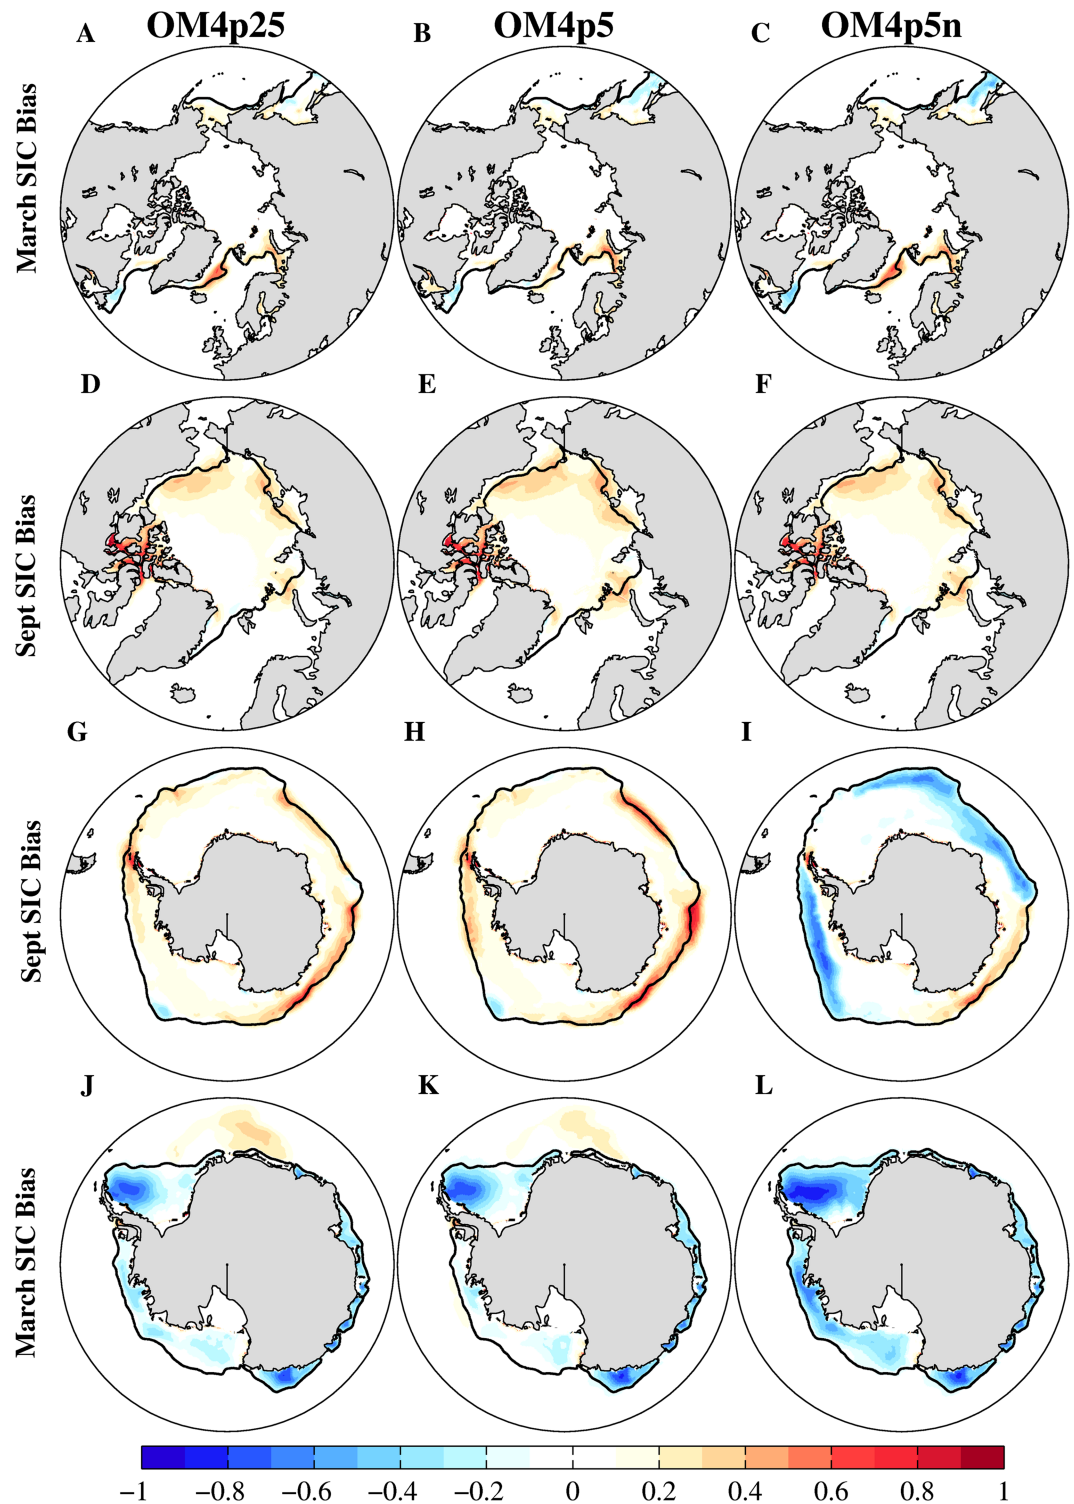 OM4p25 OM4p5 OM4p5n
A B C
March SIC Bias
D E F
Sept SIC Bias
G H I
Sept SIC Bias
J K L
March SIC Bias
−1 −0.8 −0.6 −0.4 −0.2 0 0.2 0.4 0.6 0.8 1